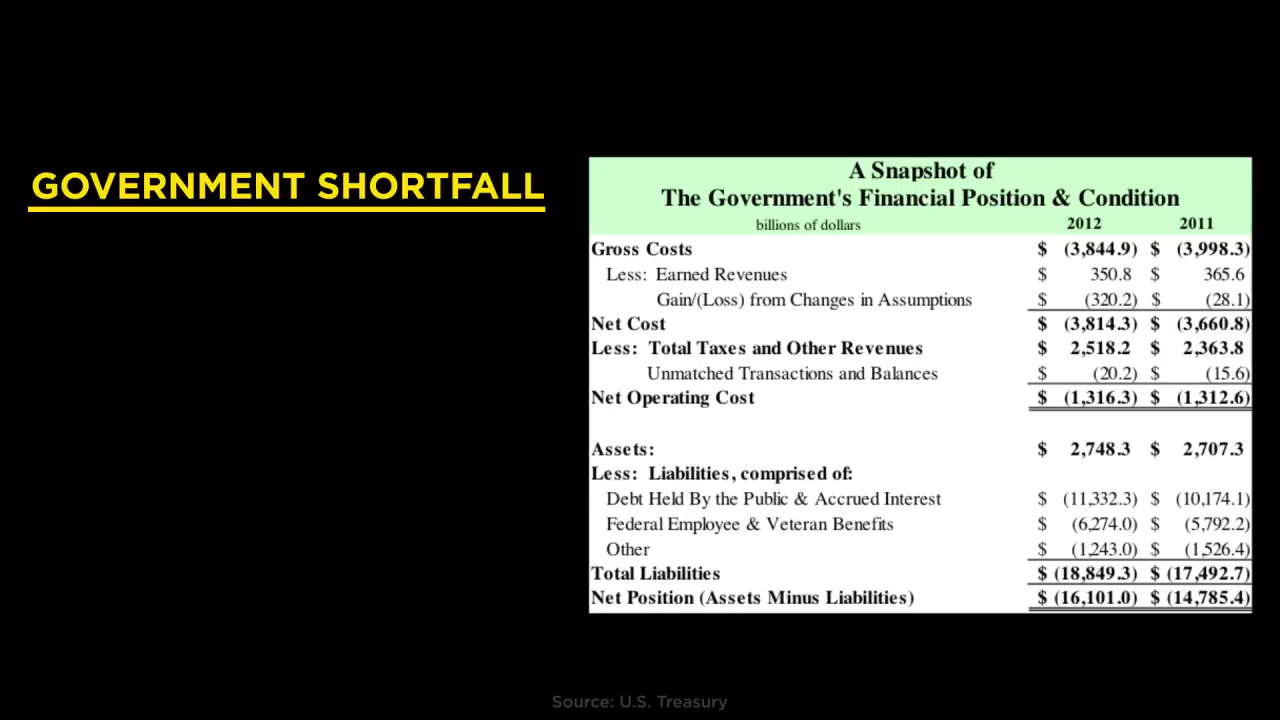 GOVERNMENT SHORTFALL
A Snapshot of
The Government's Financial Position & Condition
billions of dollars 2012 2011
Gross Costs $ (3,844.9) $ (3,998.3)
Less: Earned Revenues $ 350.8 $ 365.6
Gain/(Loss) from Changes in Assumptions $ (320.2) $ (28.1)
Net Cost $ (3,814.3) $ (3,660.8)
Less: Total Taxes and Other Revenues $ 2,518.2 $ 2,363.8
Unmatched Transactions and Balances $ (20.2) $ (15.6)
Net Operating Cost $ (1,316.3) $ (1,312.6)
Assets: $ 2,748.3 $ 2,707.3
Less: Liabilities, comprised of:
Debt Held By the Public & Accrued Interest $ (11,332.3) $ (10,174.1)
Federal Employee & Veteran Benefits $ (6,274.0) $ (5,792.2)
Other $ (1,243.0) $ (1,526.4)
Total Liabilities $ (18,849.3) $ (17,492.7)
Net Position (Assets Minus Liabilities) $ (16,101.0) $ (14,785.4)
Source: U.S. Treasury